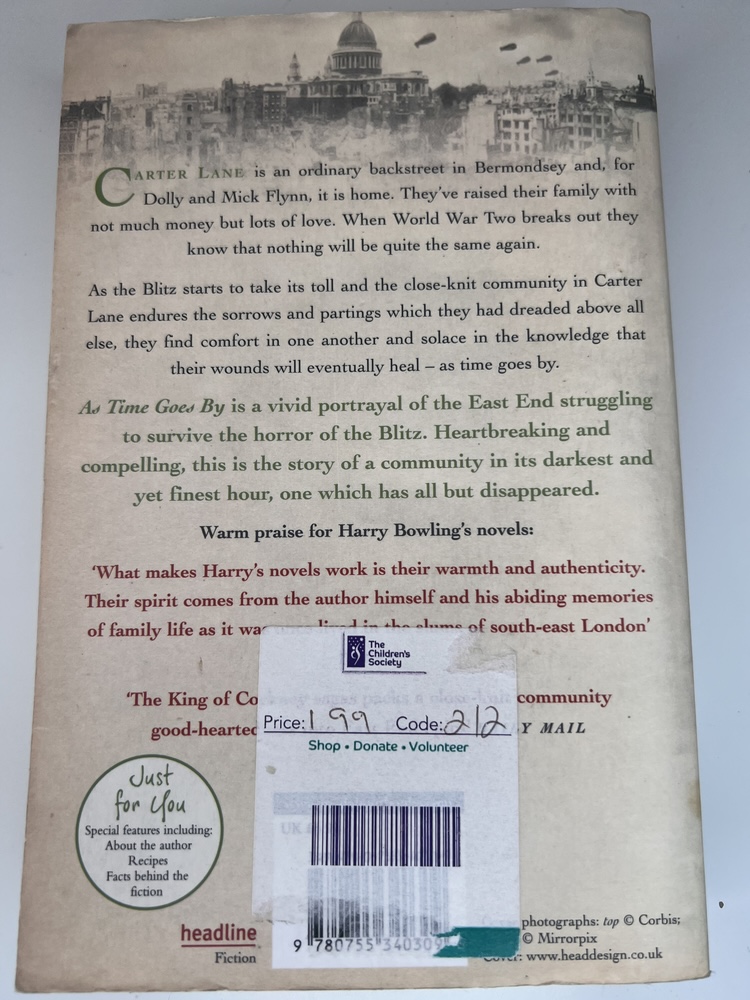 CARTER LANE is an ordinary backstreet in Bermondsey and, for
Dolly and Mick Flynn, it is home. They've raised their family with
not much money but lots of love. When World War Two breaks out they
know that nothing will be quite the same again.
As the Blitz starts to take its toll and the close-knit community in Carter
Lane endures the sorrows and partings which they had dreaded above all
else, they find comfort in one another and solace in the knowledge that
their wounds will eventually heal – as time goes by.
As Time Goes By is a vivid portrayal of the East End struggling
to survive the horror of the Blitz. Heartbreaking and
compelling, this is the story of a community in its darkest and
yet finest hour, one which has all but disappeared.
Warm praise for Harry Bowling's novels:
'What makes Harry's novels work is their warmth and authenticity.
Their spirit comes from the author himself and his abiding memories
of family life as it was lived in the slums of south-east London'
'The King of community
good-hearted Y MAIL
The
Children's
Society
Price: 1 99 Code: 212
Shop • Donate • Volunteer
Just
for You
Special features including:
About the author
Recipes
Facts behind the
fiction
headline
Fiction
UK
9 780755 340309
photographs: top © Corbis;
© Mirrorpix
Cover: www.headdesign.co.uk